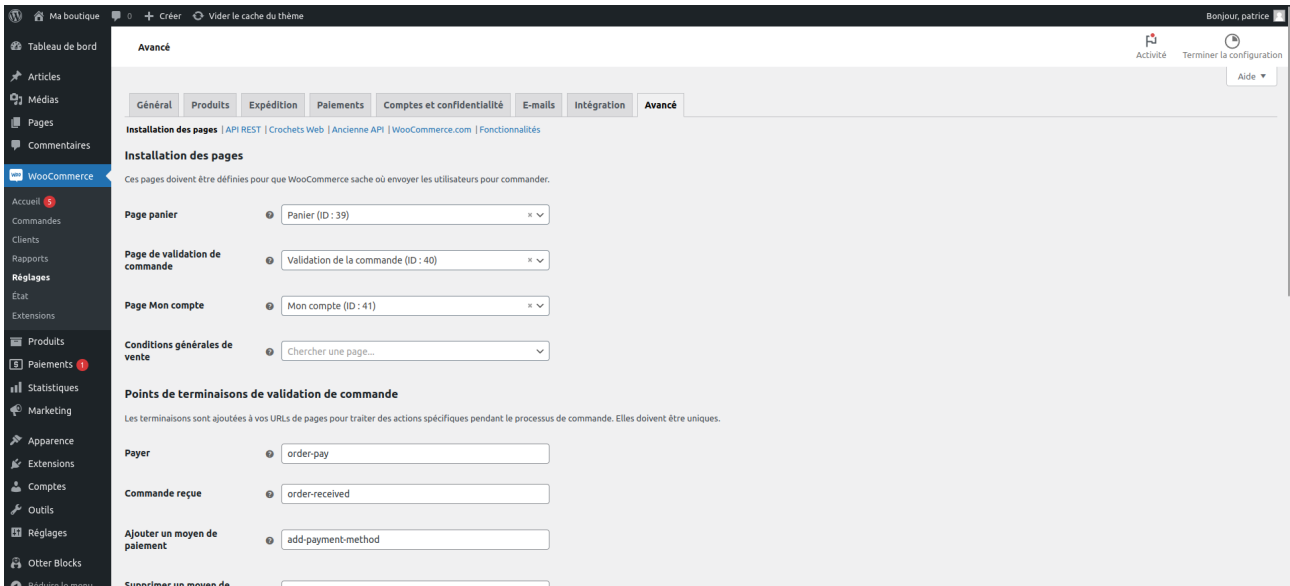 Ma boutique 0 + Créer Vider le cache du thème Bonjour, patrice
Tableau de bord
Articles
Médias
Pages
Commentaires
WooCommerce
Accueil 5
Commandes
Clients
Rapports
Réglages
État
Extensions
Produits
Paiements 1
Statistiques
Marketing
Apparence
Extensions
Comptes
Outils
Réglages
Otter Blocks
Réduire le menu
Avancé
Activité Terminer la configuration
Aide ▼
Général Produits Expédition Paiements Comptes et confidentialité E-mails Intégration Avancé
Installation des pages | API REST | Crochets Web | Ancienne API | WooCommerce.com | Fonctionnalités
Installation des pages
Ces pages doivent être définies pour que WooCommerce sache où envoyer les utilisateurs pour commander.
Page panier Panier (ID : 39) ×
Page de validation de
commande Validation de la commande (ID : 40) ×
Page Mon compte Mon compte (ID : 41) ×
Conditions générales de
vente Chercher une page...
Points de terminaisons de validation de commande
Les terminaisons sont ajoutées à vos URLs de pages pour traiter des actions spécifiques pendant le processus de commande. Elles doivent être uniques.
Payer order-pay
Commande reçue order-received
Ajouter un moyen de
paiement add-payment-method
Supprimer un moyen de